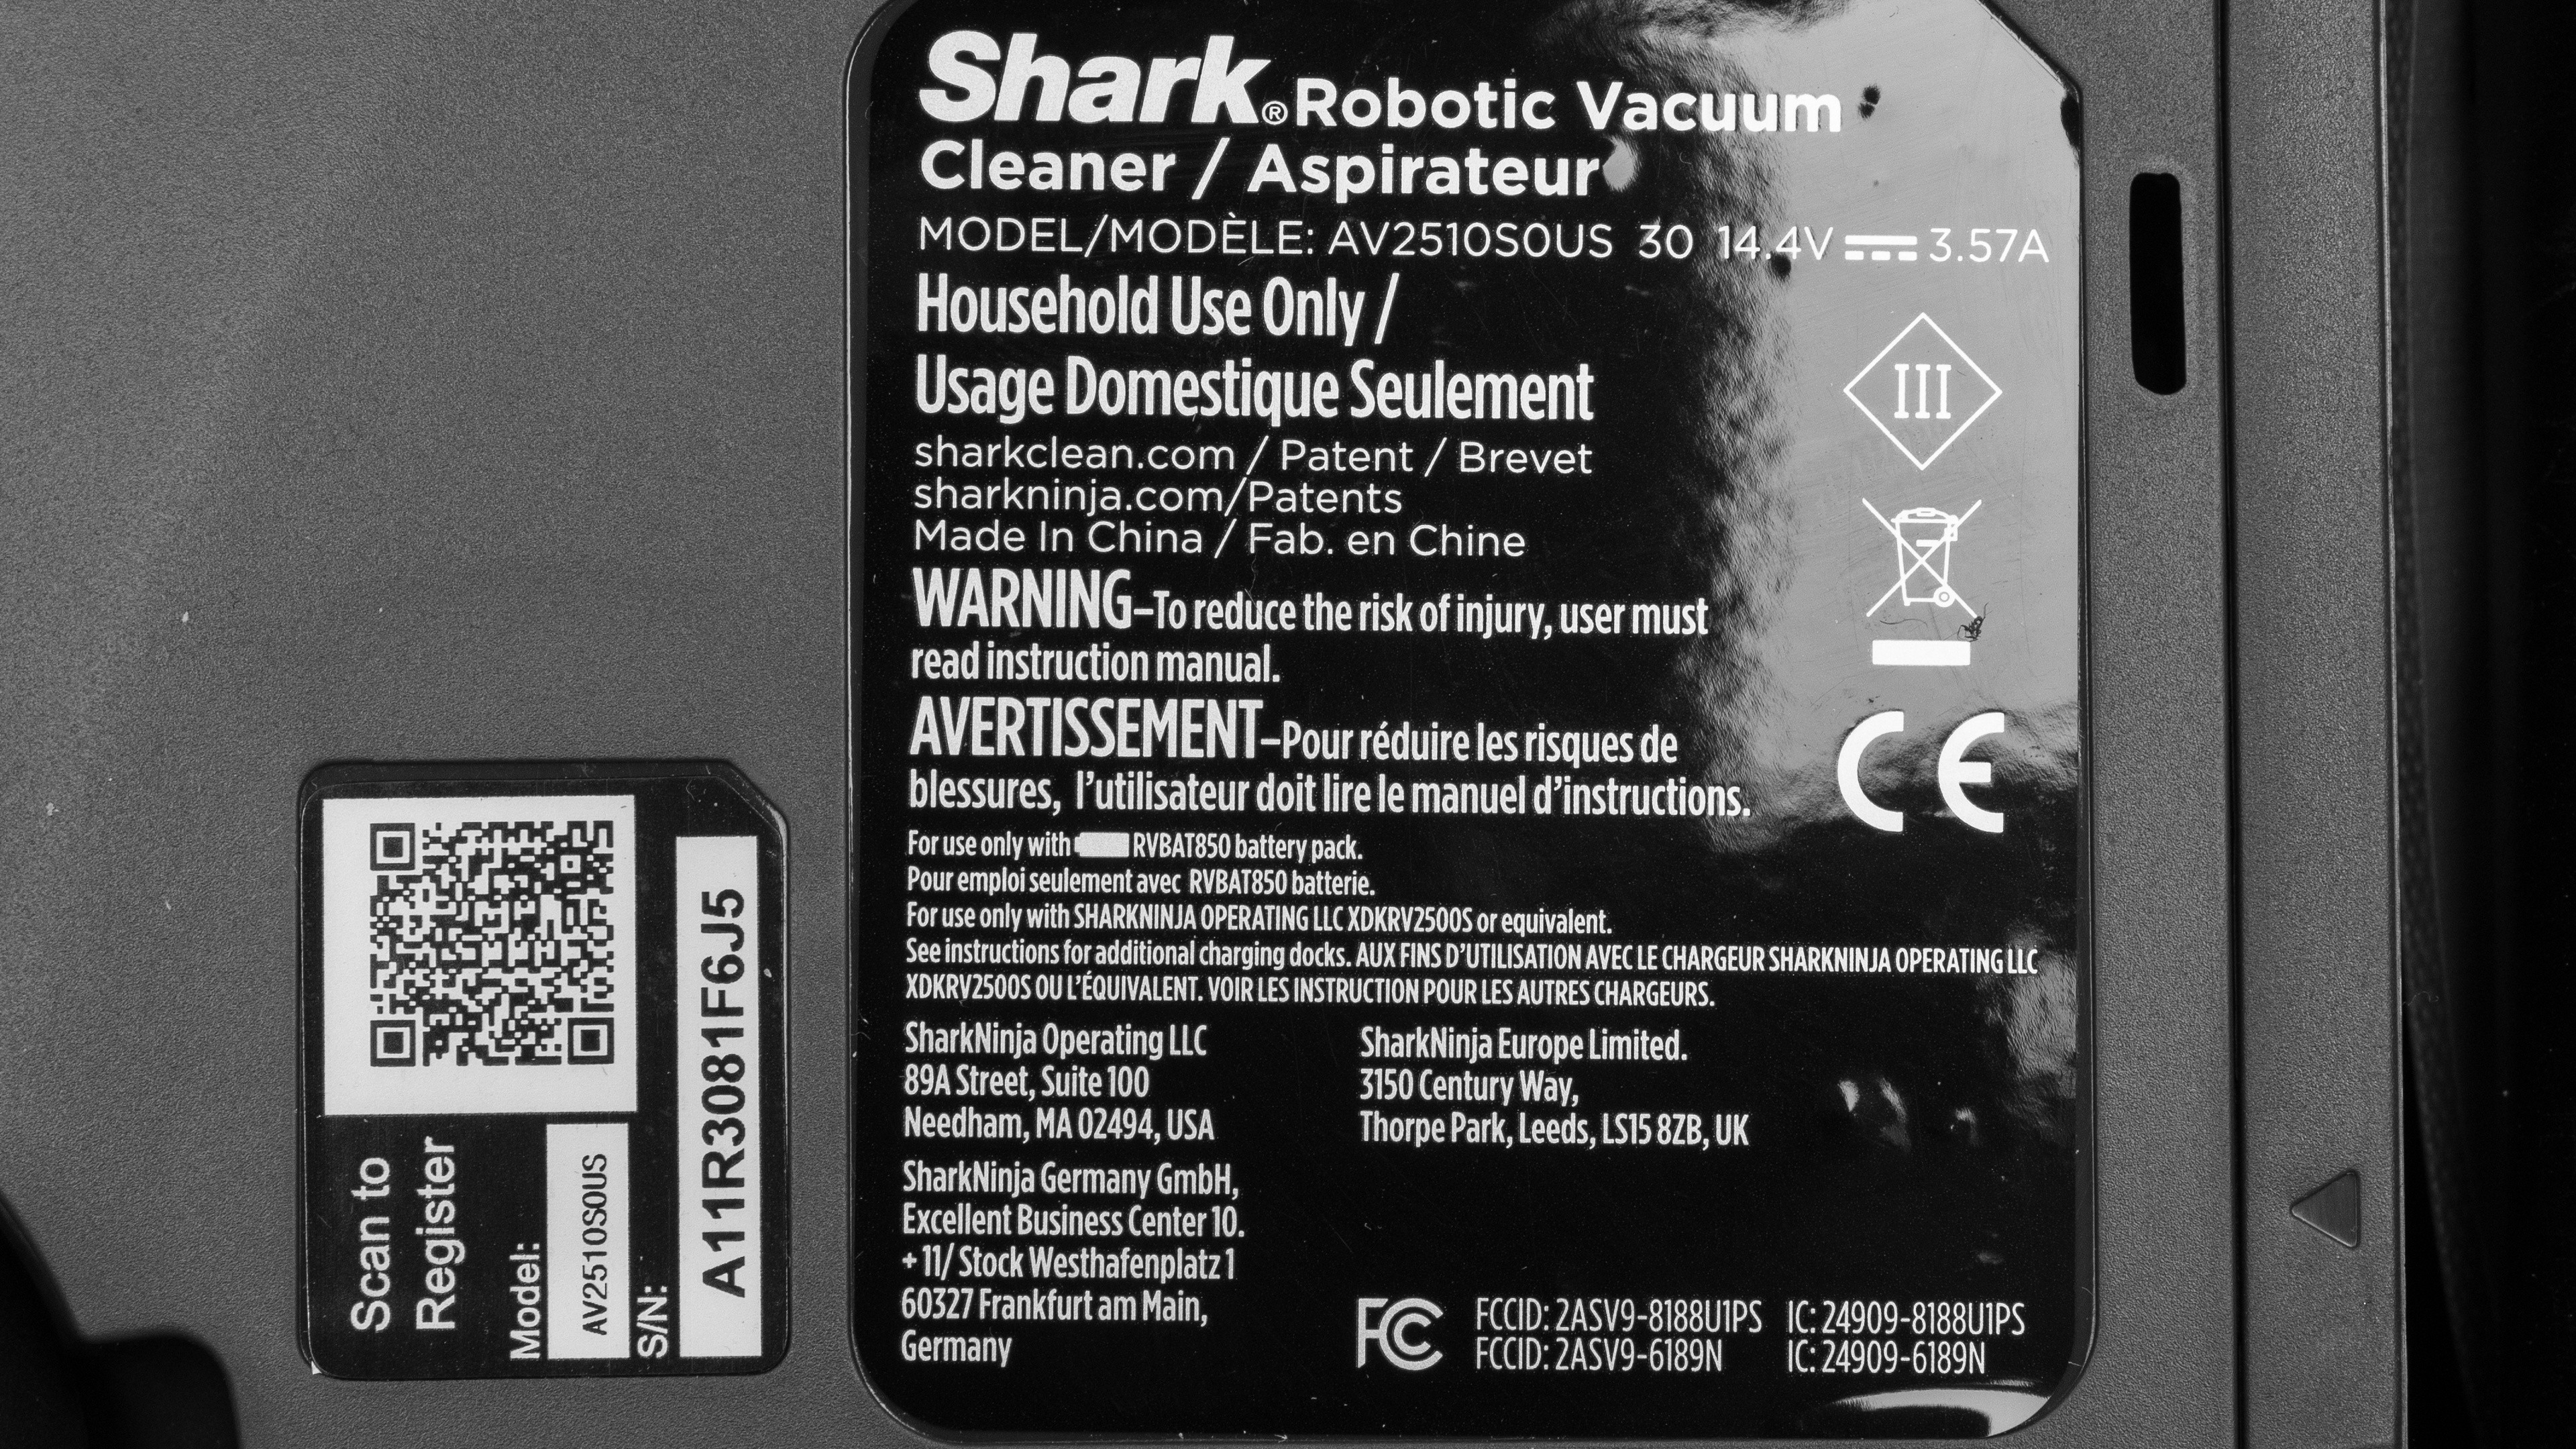 Shark® Robotic Vacuum
Cleaner / Aspirateur
MODEL/MODÈLE: AV2510S0US 30 14.4V 3.57A
Household Use Only /
Usage Domestique Seulement
sharkclean.com / Patent / Brevet
sharkninja.com/Patents
Made In China / Fab. en Chine
WARNING–To reduce the risk of injury, user must
read instruction manual.
AVERTISSEMENT–Pour réduire les risques de
blessures, l’utilisateur doit lire le manuel d’instructions.
For use only with RVBAT850 battery pack.
Pour emploi seulement avec RVBAT850 batterie.
For use only with SHARKNINJA OPERATING LLC XDKRV2500S or equivalent.
See instructions for additional charging docks. AUX FINS D’UTILISATION AVEC LE CHARGEUR SHARKNINJA OPERATING LLC
XDKRV2500S OU L’ÉQUIVALENT. VOIR LES INSTRUCTION POUR LES AUTRES CHARGEURS.
SharkNinja Operating LLC
89A Street, Suite 100
Needham, MA 02494, USA
SharkNinja Europe Limited.
3150 Century Way,
Thorpe Park, Leeds, LS15 8ZB, UK
SharkNinja Germany GmbH,
Excellent Business Center 10.
+ 11/ Stock Westhafenplatz 1
60327 Frankfurt am Main,
Germany
III
CE
FC FCCID: 2ASV9-8188U1PS IC: 24909-8188U1PS
FCCID: 2ASV9-6189N IC: 24909-6189N
Scan to
Register
Model:
AV2510S0US
S/N:
A11R3081F6J5